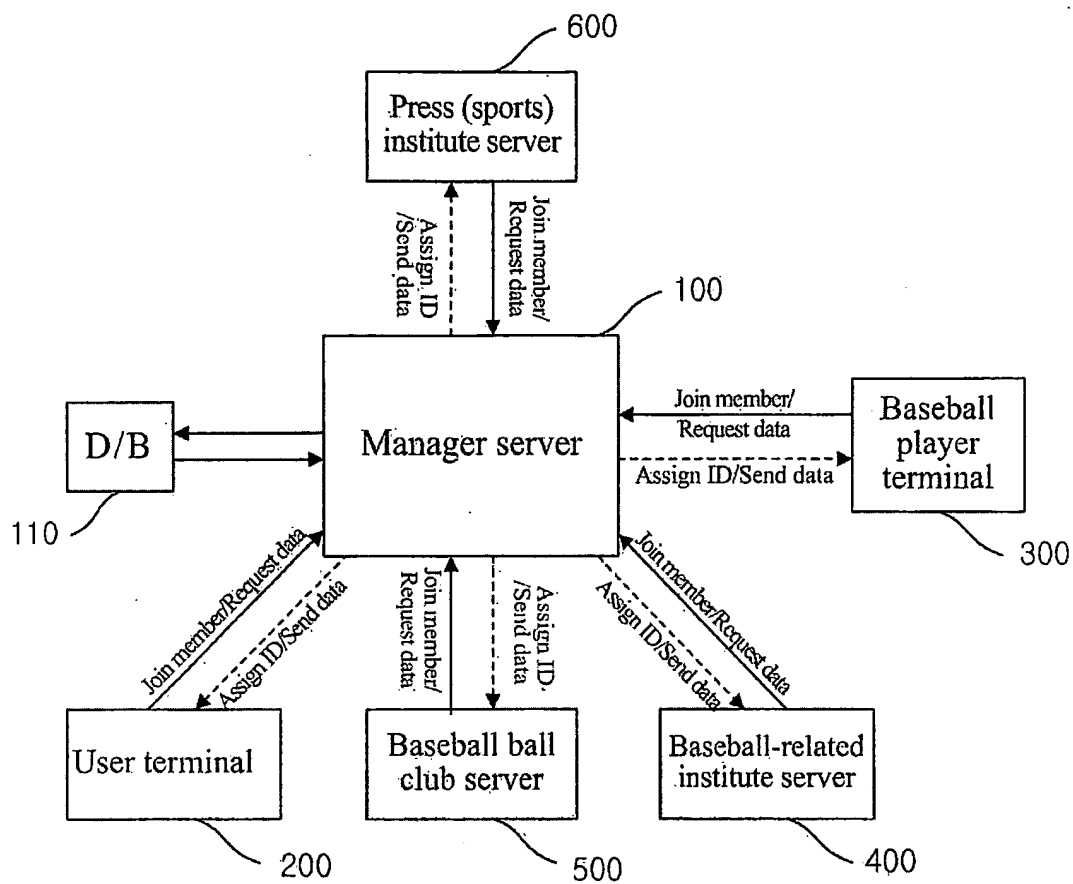 600
Press (sports)
institute server
Assign ID
/Send data
Join member/
Request data
100
Manager server
D/B
110
Join member/
Request data
Assign ID/Send data
Baseball
player
terminal
300
Join member/Request data
Assign ID/Send data
Join member/
Request data
Assign ID
/Send data
Join member/Request data
Assign ID/Send data
User terminal
200
Baseball ball
club server
500
Baseball-related
institute server
400